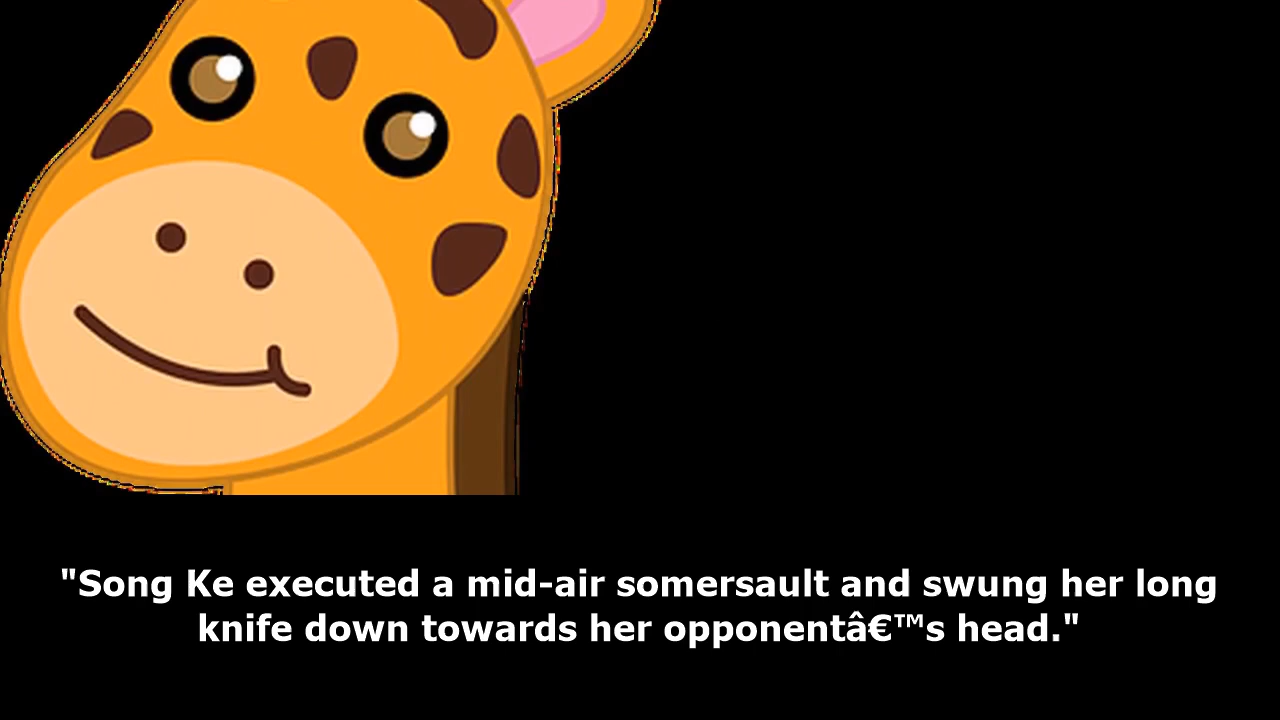 "Song Ke executed a mid-air somersault and swung her long
knife down towards her opponentâ€™s head."